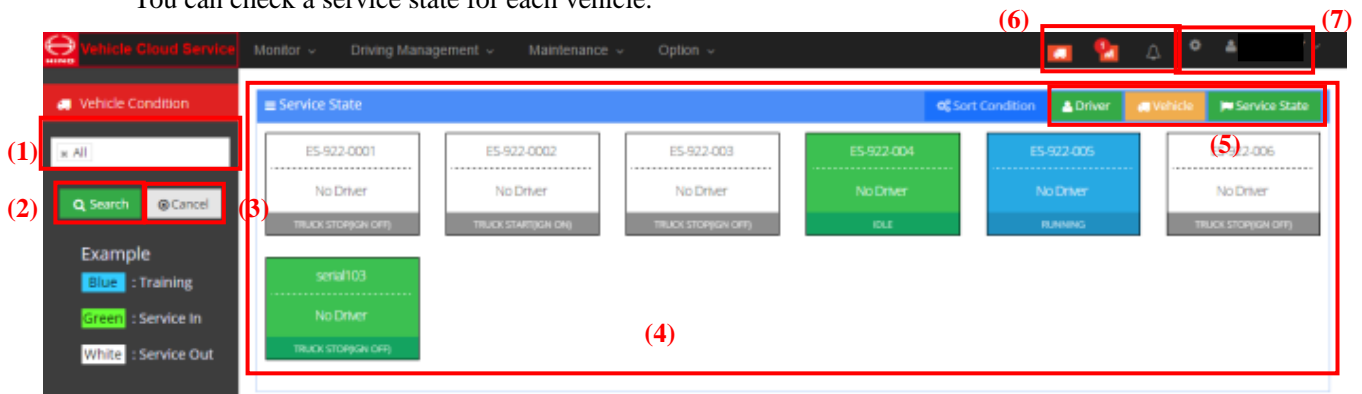 You can check a service state for each vehicle.
(6) (7)
HINO Vehicle Cloud Service Monitor Driving Management Maintenance Option 1
Vehicle Condition Service State Sort Condition Driver Vehicle Service State
(1) × All (5)
ES-922-0001 ES-922-0002 ES-922-003 ES-922-004 ES-922-005 ES-922-006
No Driver No Driver No Driver No Driver No Driver No Driver
(2) Search Cancel (3)
TRUCK STOP(IGN OFF) TRUCK START(IGN ON) TRUCK STOP(IGN OFF) IDLE RUNNING TRUCK STOP(IGN OFF)
Example
Blue : Training serial103
Green : Service In No Driver
(4)
White : Service Out TRUCK STOP(IGN OFF)